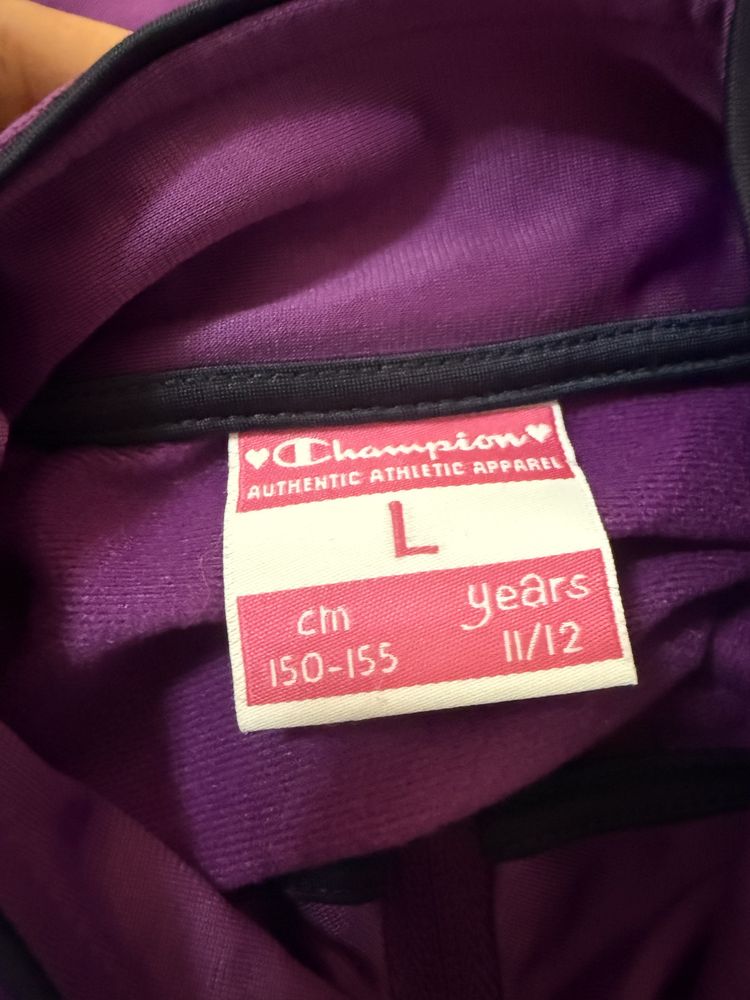 ♥Champion♥
AUTHENTIC ATHLETIC APPAREL
L
cm years
150-155 11/12